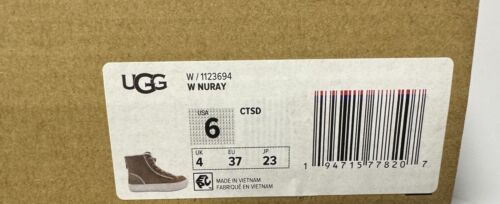 UGG
W / 1123694
W NURAY
USA
6
CTSD
UK EU JP
4 37 23
MADE IN VIETNAM
FABRIQUÉ EN VIETNAM
1 94715 77820 7